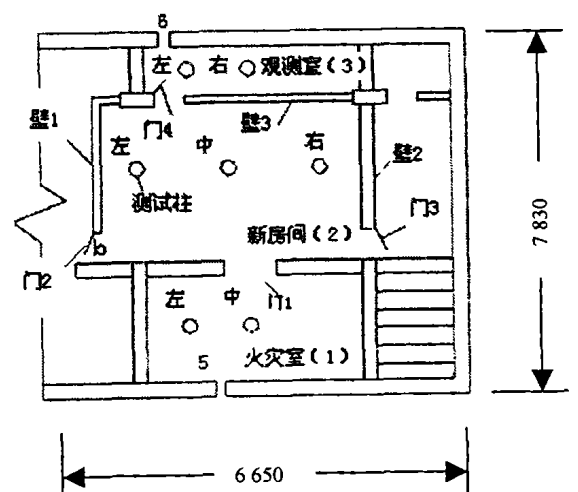 6
左 右 观测室(3)
门4
壁3
壁1
左 中 右
壁2
测试柱
门3
新房间(2)
b
门2
左 中 门1
5
火灾室(1)
7 830
6 650